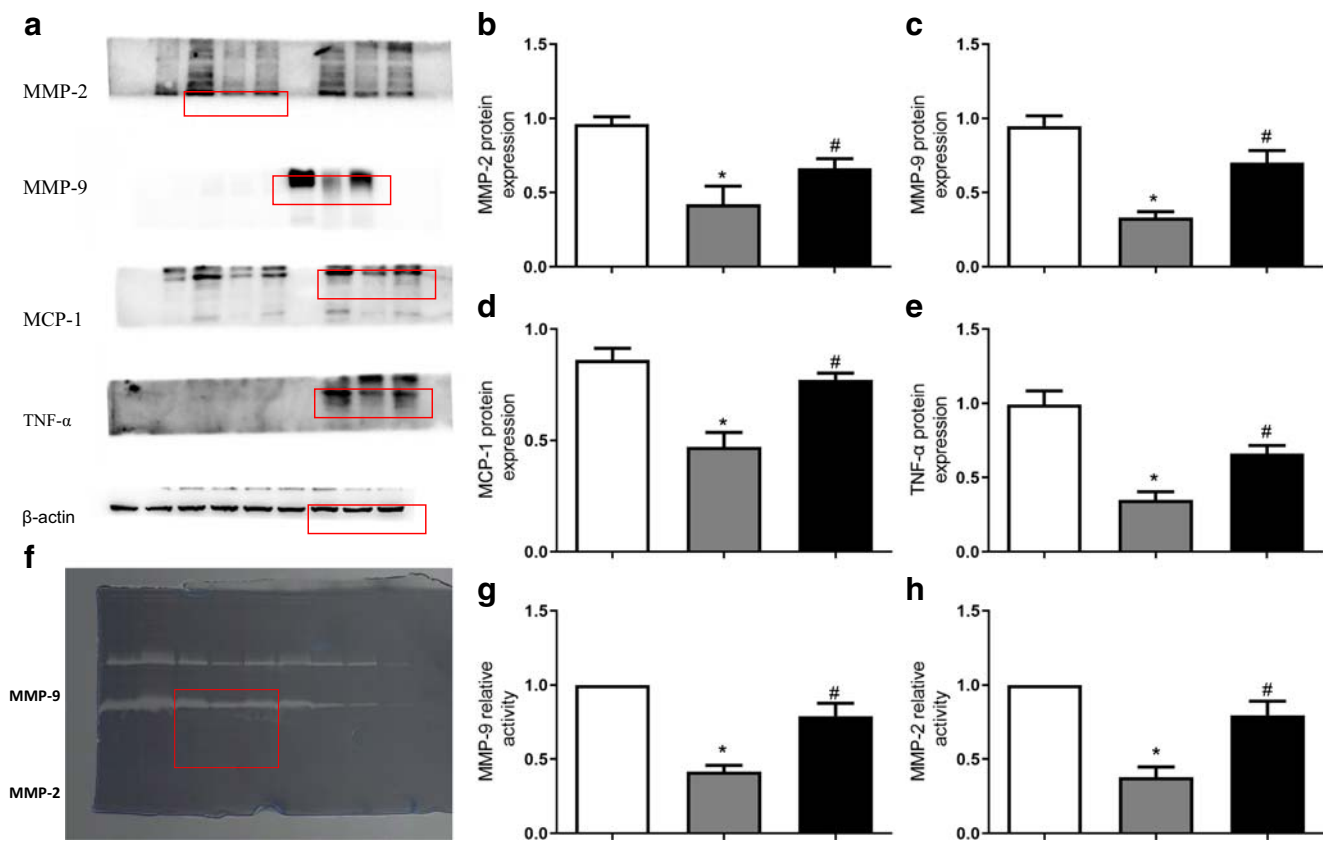 a
MMP-2
MMP-9
MCP-1
TNF-α
β-actin
b
MMP-2 protein
expression
1.5
1.0
0.5
0.0
*
#
c
MMP-9 protein
expression
1.5
1.0
0.5
0.0
*
#
d
MCP-1 protein
expression
1.0
0.5
0.0
*
#
e
TNF-α protein
expression
1.5
1.0
0.5
0.0
*
#
f
MMP-9
MMP-2
g
MMP-9 relative
activity
1.5
1.0
0.5
0.0
*
#
h
MMP-2 relative
activity
1.5
1.0
0.5
0.0
*
#